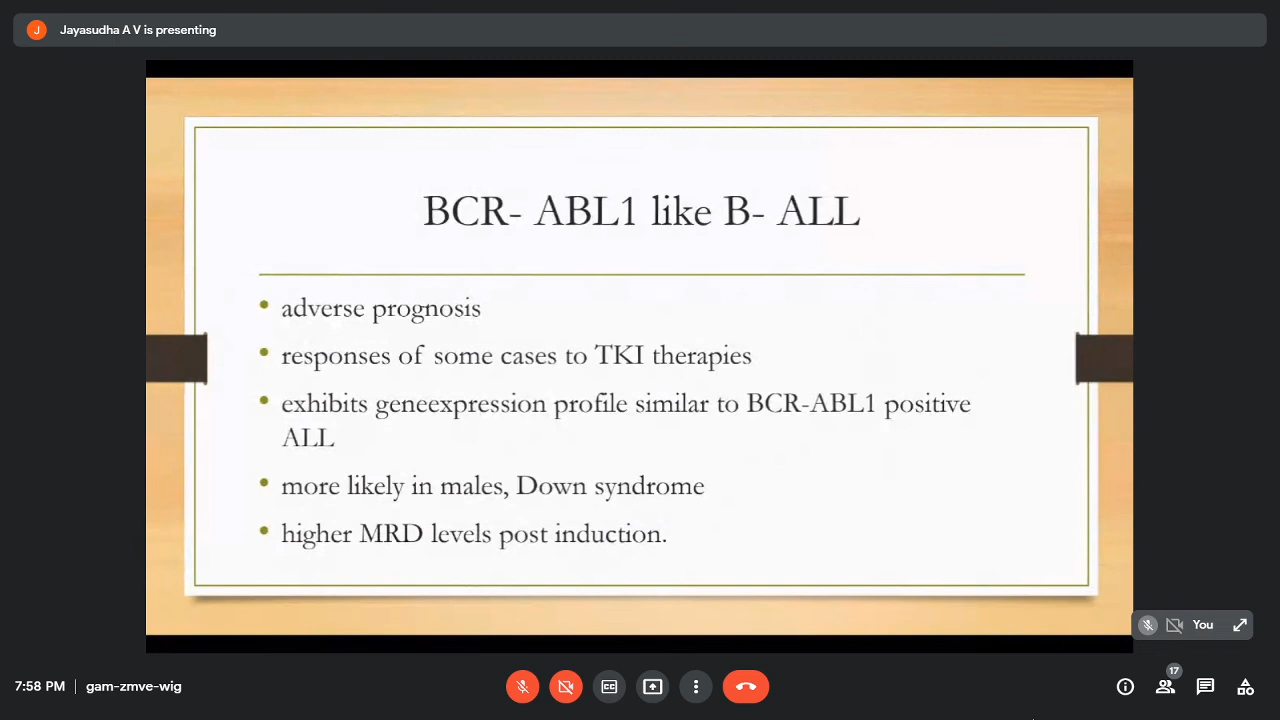 J Jayasudha A V is presenting
BCR- ABL1 like B- ALL
• adverse prognosis
• responses of some cases to TKI therapies
• exhibits geneexpression profile similar to BCR-ABL1 positive
ALL
• more likely in males, Down syndrome
• higher MRD levels post induction.
You
7:58 PM | gam-zmve-wig
CC
17